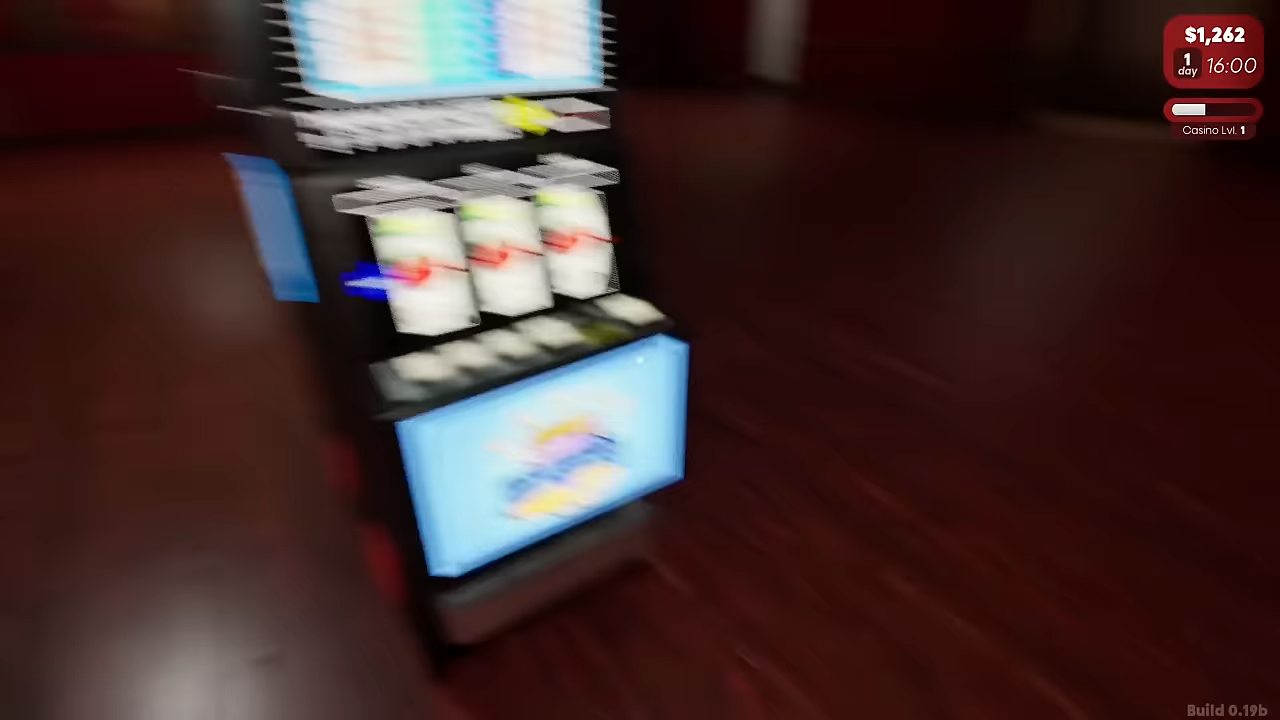 $1,262
1
day
16:00
Casino Lvl. 1
Build 0.19b